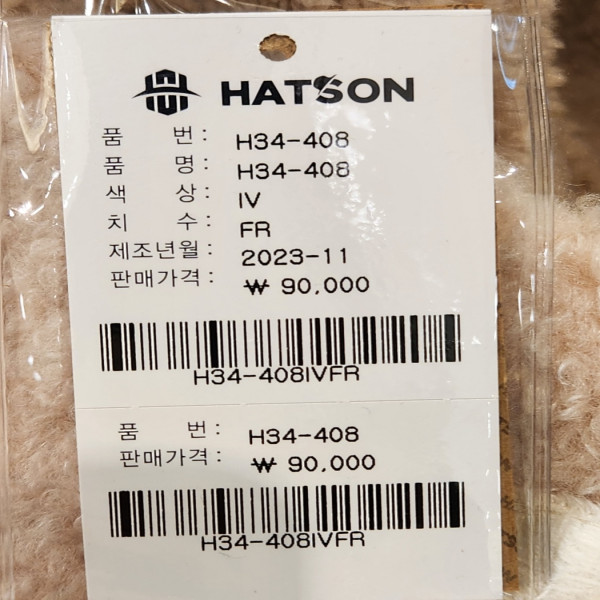 HATSON
품 번 : H34-408
품 명 : H34-408
색 상 : IV
치 수 : FR
제조년월 : 2023-11
판매가격 : ₩ 90,000
H34-408IVFR
품 번 : H34-408
판매가격 : ₩ 90,000
H34-408IVFR